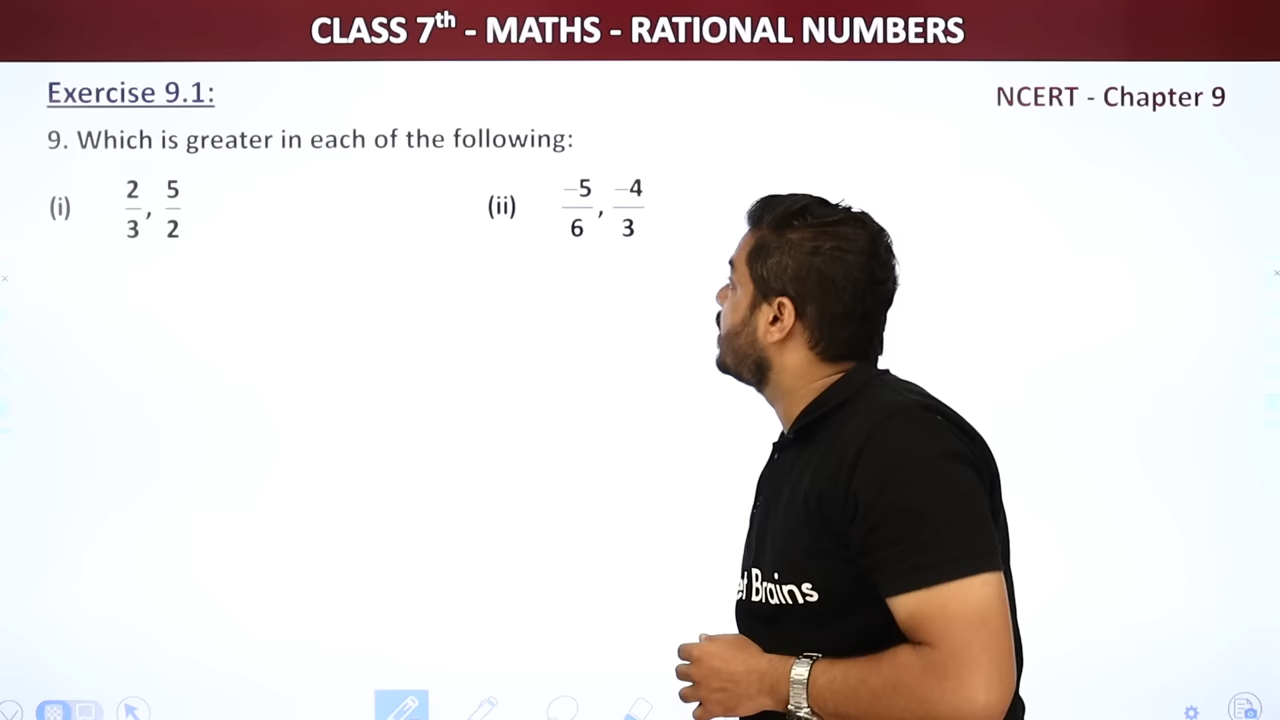 CLASS 7th - MATHS - RATIONAL NUMBERS
Exercise 9.1:
NCERT - Chapter 9
9. Which is greater in each of the following:
(i) 2/3, 5/2 (ii) -5/6, -4/3
Brains